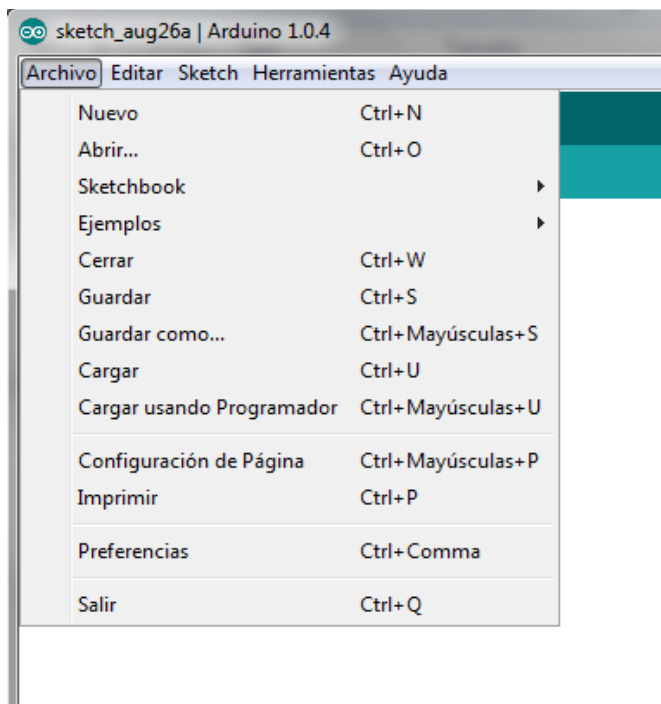 sketch_aug26a | Arduino 1.0.4
Archivo Editar Sketch Herramientas Ayuda
Nuevo Ctrl+N
Abrir... Ctrl+O
Sketchbook
Ejemplos
Cerrar Ctrl+W
Guardar Ctrl+S
Guardar como... Ctrl+Mayúsculas+S
Cargar Ctrl+U
Cargar usando Programador Ctrl+Mayúsculas+U
Configuración de Página Ctrl+Mayúsculas+P
Imprimir Ctrl+P
Preferencias Ctrl+Comma
Salir Ctrl+Q